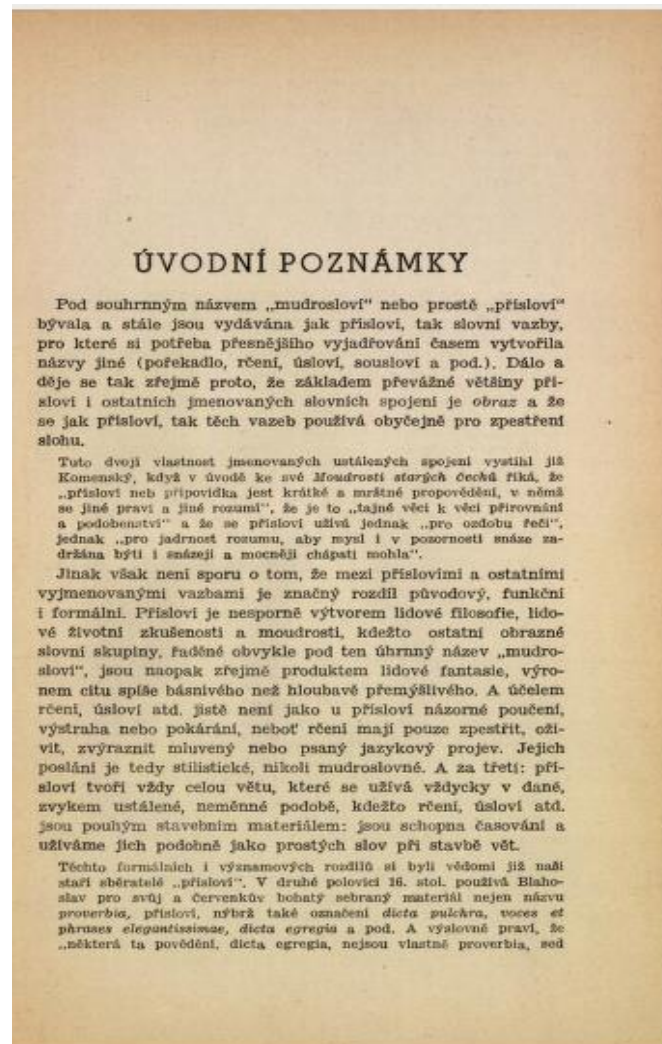 ÚVODNÍ POZNÁMKY
Pod souhrnným názvem „mudrosloví“ nebo prostě „přísloví“
bývala a stále jsou vydávána jak přísloví, tak slovní vazby,
pro které si potřeba přesnějšího vyjadřování časem vytvořila
názvy jiné (pořekadlo, rčení, úsloví, sousloví a pod.). Dálo a
děje se tak zřejmě proto, že základem převážné většiny pří-
sloví i ostatních jmenovaných slovních spojení je obraz a že
se jak přísloví, tak těch vazeb používá obyčejně pro zpestření
slohu.
Tuto dvojí vlastnost jmenovaných ustálených spojení vystihl již
Komenský, když v úvodě ke své Moudrosti starých Čechů říká, že
„přísloví neb připovídka jest krátké a mrštné propovědění, v němž
se jiné praví a jiné rozumí“, že je to „tajné věci k věci přirovnání
a podobenství“ a že se přísloví užívá jednak „pro ozdobu řeči“,
jednak „pro jadrnost rozumu, aby mysl i v pozornosti snáze za-
držána býti i snázeji a mocněji chápati mohla“.
Jinak však není sporu o tom, že mezi příslovími a ostatními
vyjmenovanými vazbami je značný rozdíl původový, funkční
i formální. Přísloví je nesporně výtvorem lidové filosofie, lido-
vé životní zkušenosti a moudrosti, kdežto ostatní obrazné
slovní skupiny, řaděné obvykle pod ten úhrnný název „mudro-
sloví“, jsou naopak zřejmě produktem lidové fantasie, výro-
nem citu spíše básnivého než hloubavě přemýšlivého. A účelem
rčení, úsloví atd. jistě není jako u přísloví názorné poučení,
výstraha nebo pokárání, neboť rčení mají pouze zpestřit, oži-
vit, zvýraznit mluvený nebo psaný jazykový projev. Jejich
poslání je tedy stilistické, nikoli mudroslovné. A za třetí: pří-
sloví tvoří vždy celou větu, které se užívá vždycky v dané,
zvykem ustálené, neměnné podobě, kdežto rčení, úsloví atd.
jsou pouhým stavebním materiálem: jsou schopna časování a
užíváme jich podobně jako prostých slov při stavbě vět.
Těchto formálních i významových rozdílů si byli vědomi již naši
staří sběratelé „přísloví“. V druhé polovici 16. stol. používá Blaho-
slav pro svůj a Červenkův bohatý sebraný materiál nejen názvu
proverbia, přísloví, nýbrž také označení dicta pulchra, voces et
phrases elegantissimae, dicta egregia a pod. A výslovně praví, že
„některá ta povědění, dicta egregia, nejsou vlastně proverbia, sed